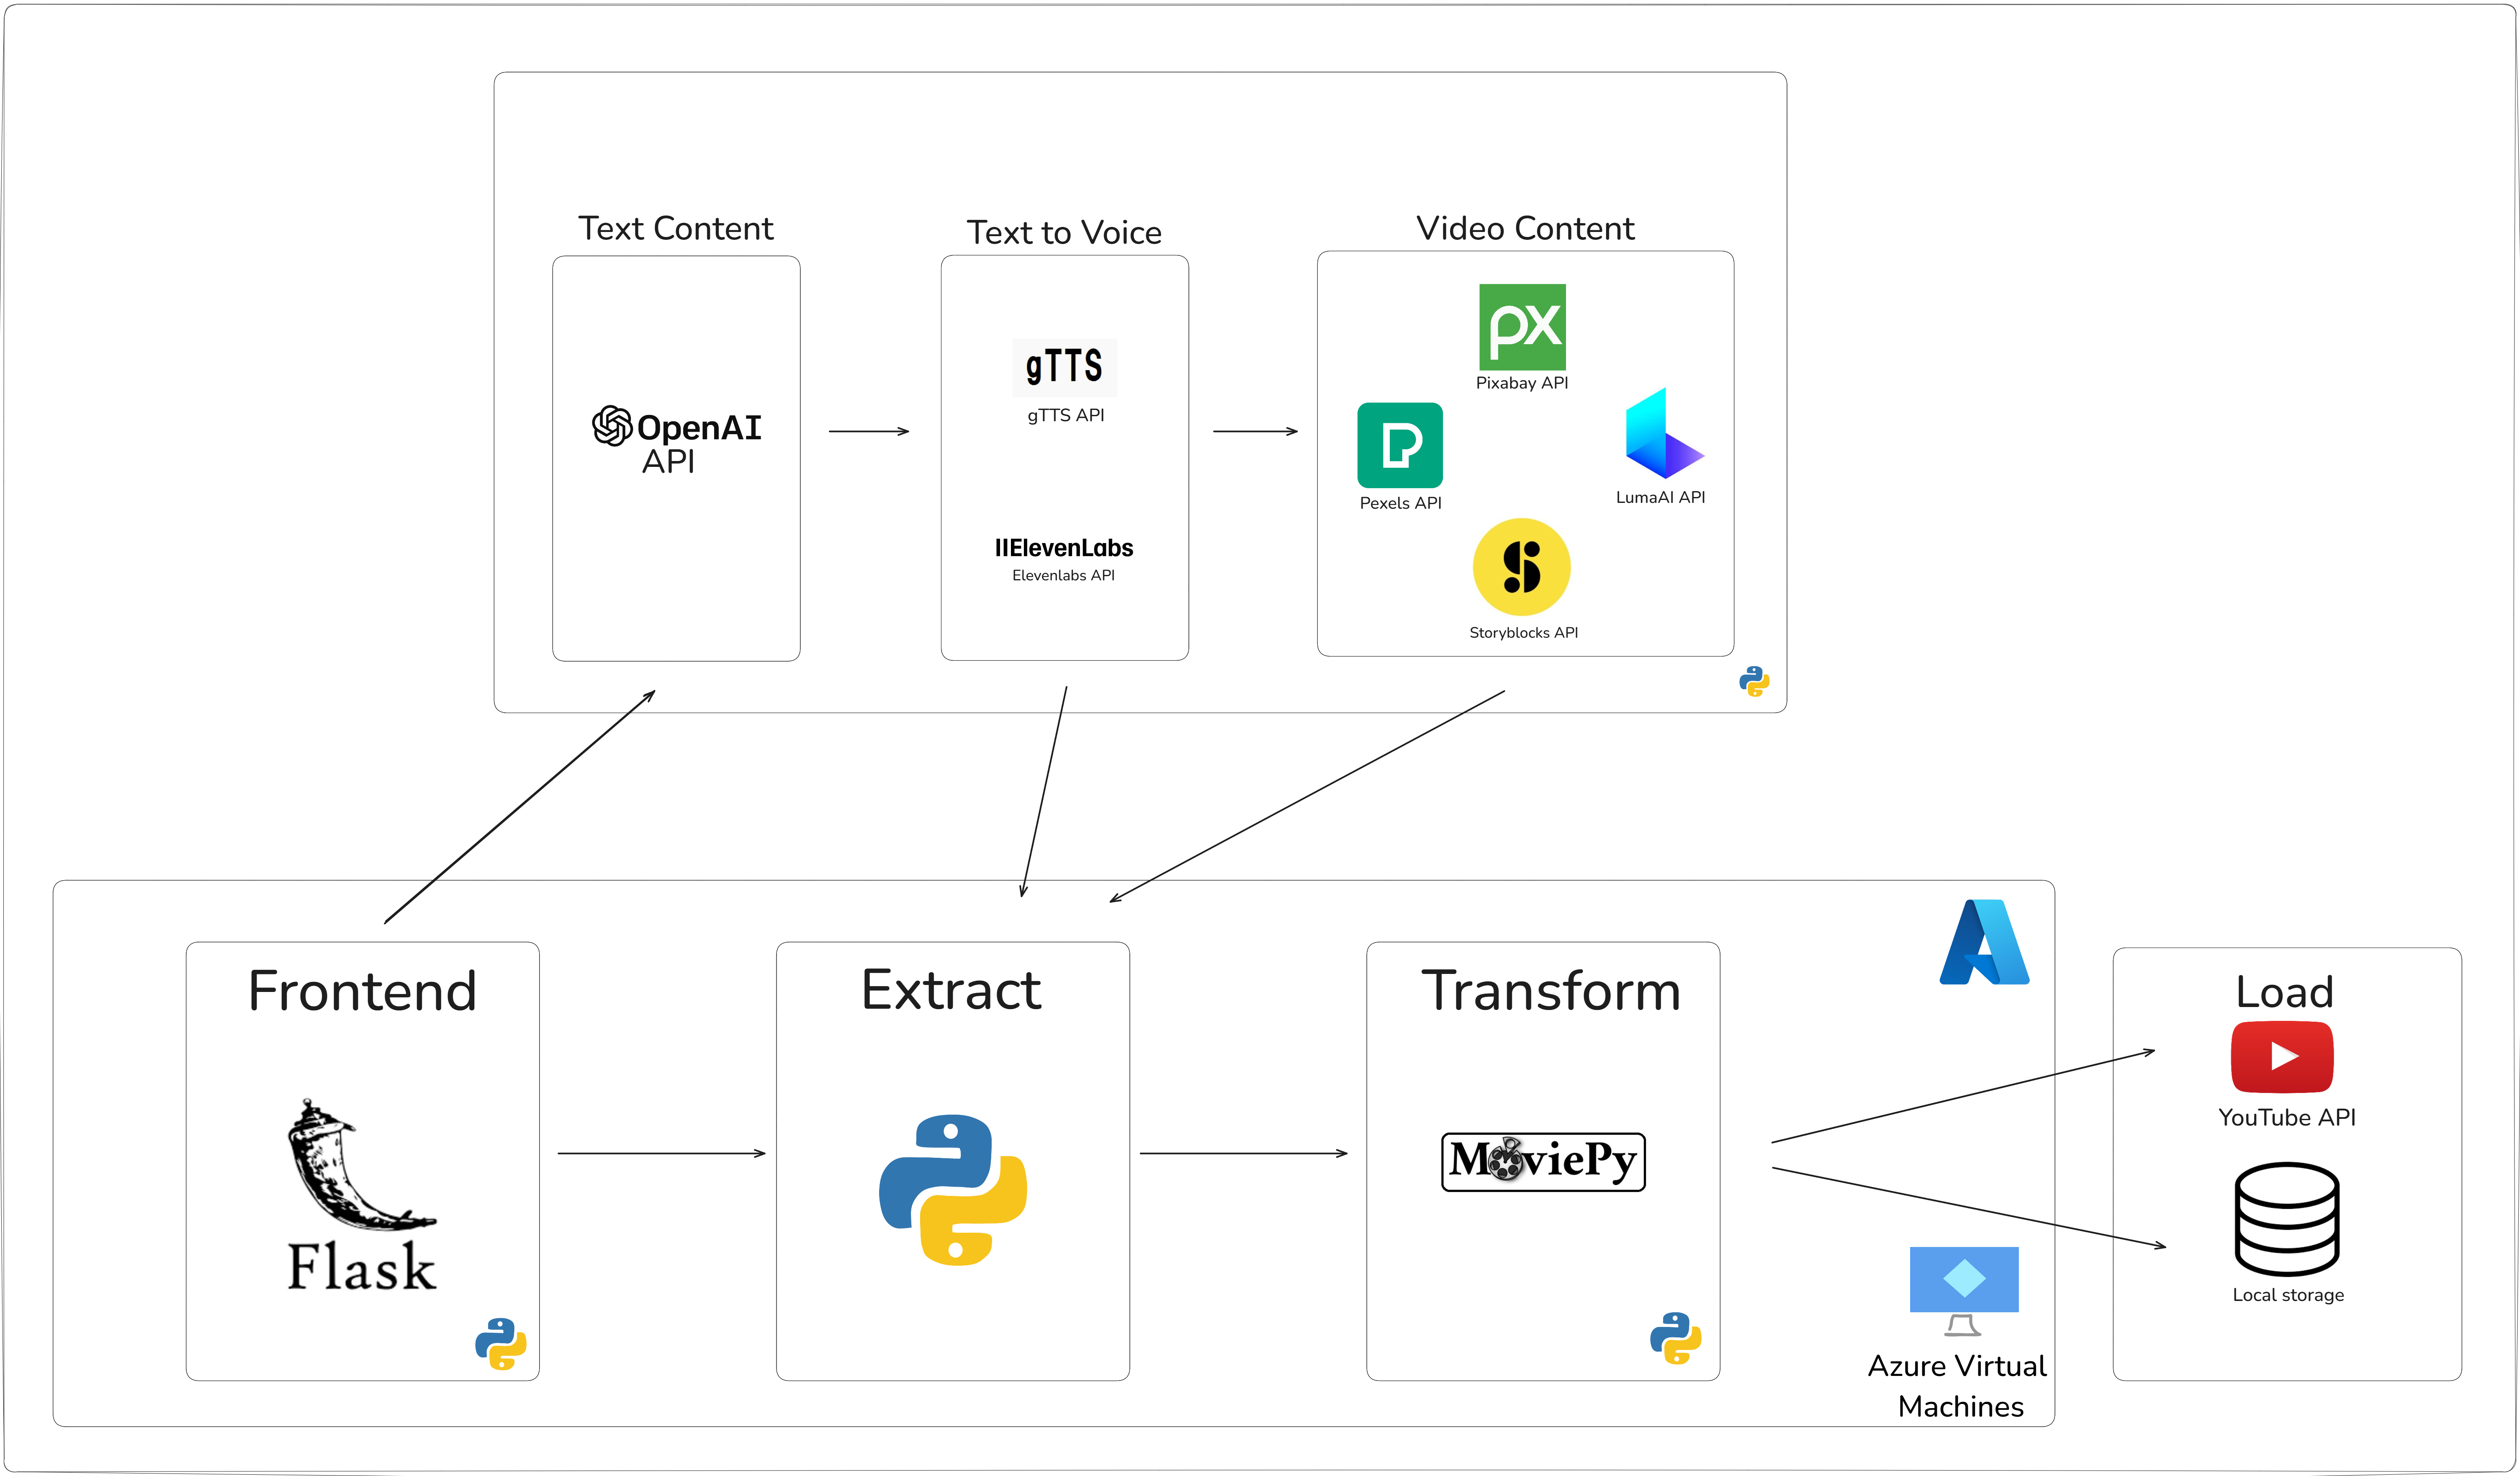 Text Content
Text to Voice
Video Content
OpenAI
API
gTTS
gTTS API
IIElevenLabs
Elevenlabs API
px
Pixabay API
Pexels API
LumaAI API
Storyblocks API
Frontend
Flask
Extract
Transform
MoviePy
Azure Virtual
Machines
Load
YouTube API
Local storage